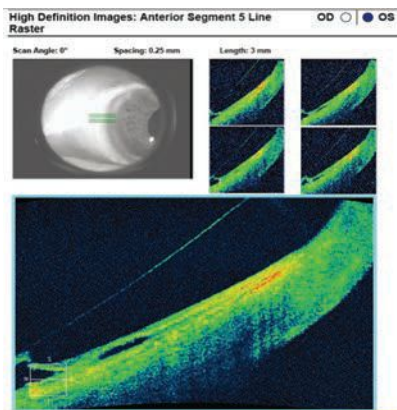 High Definition Images: Anterior Segment 5 Line Raster OD OS
Scan Angle: 0° Spacing: 0.25 mm Length: 3 mm